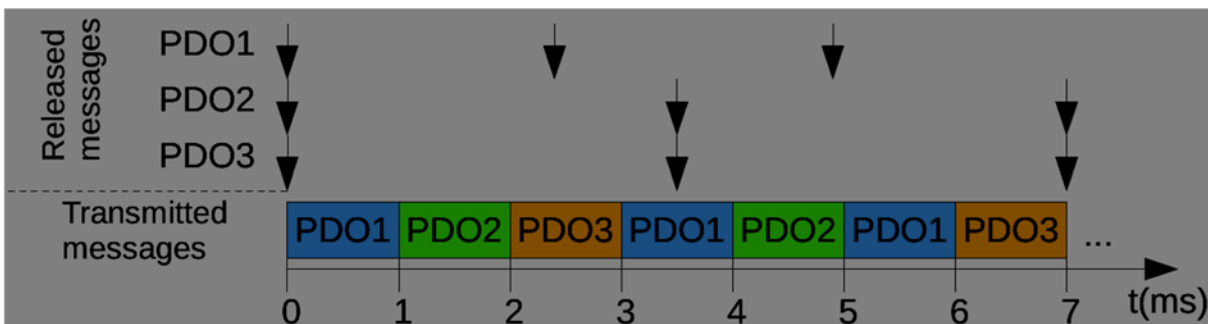 Released
messages
PDO1
PDO2
PDO3
Transmitted
messages
PDO1 PDO2 PDO3 PDO1 PDO2 PDO1 PDO3 ...
0 1 2 3 4 5 6 7 t(ms)